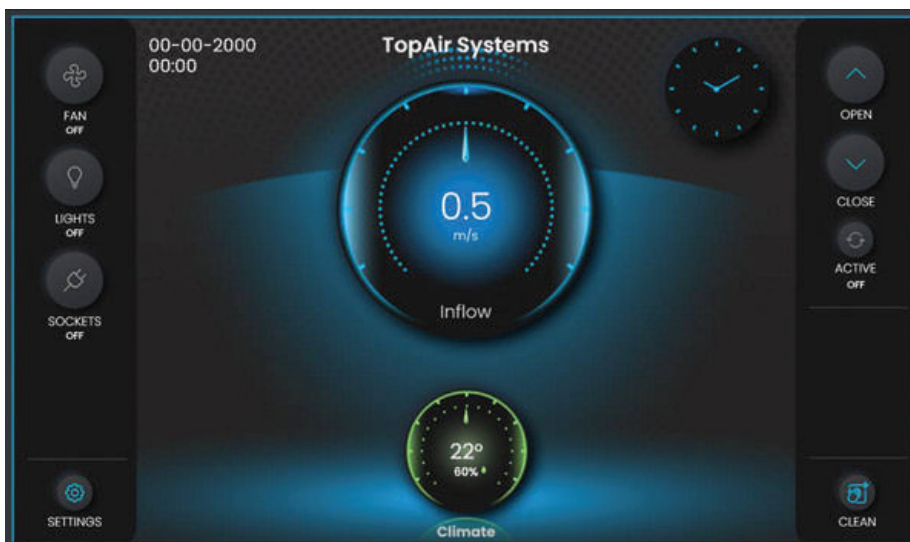 00-00-2000
00:00
TopAir Systems
FAN
OFF
LIGHTS
OFF
SOCKETS
OFF
SETTINGS
0.5
m/s
Inflow
22°
60%
Climate
OPEN
CLOSE
ACTIVE
OFF
CLEAN